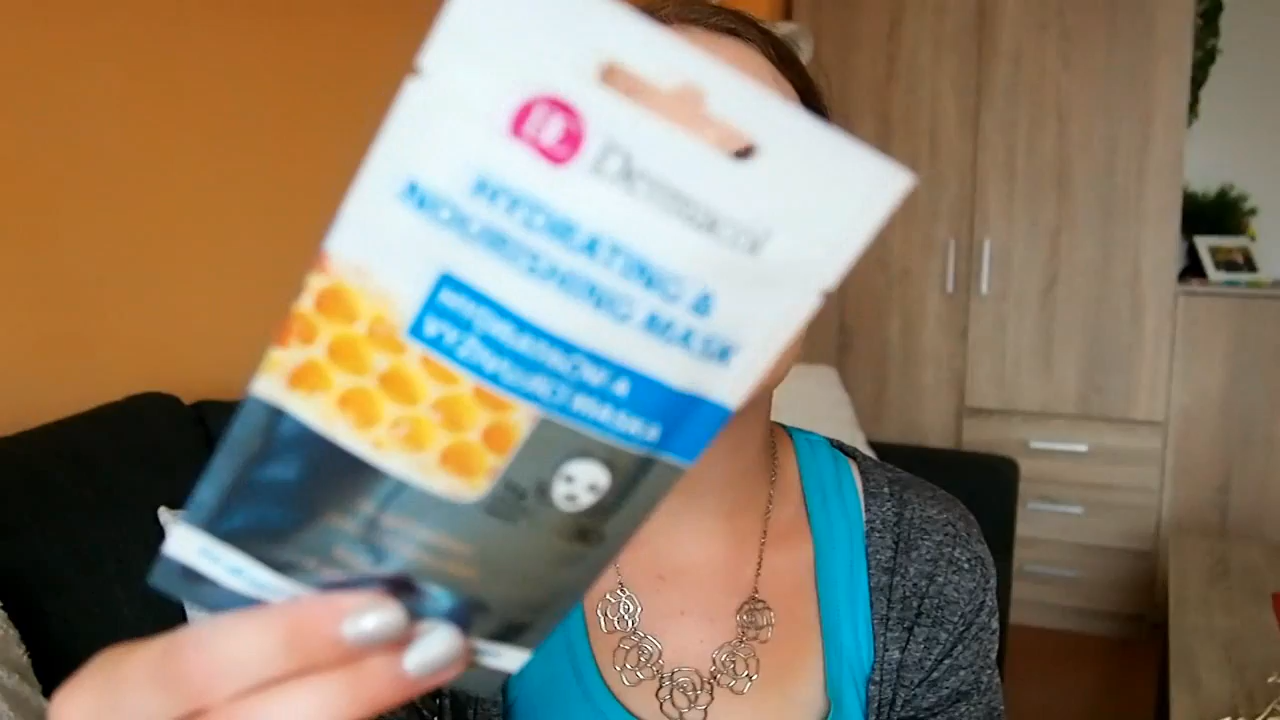 Dermacol
HYDRATING &
NOURISHING MASK
HYDRATAČNÍ A
VYŽIVUJÍCÍ MASKA